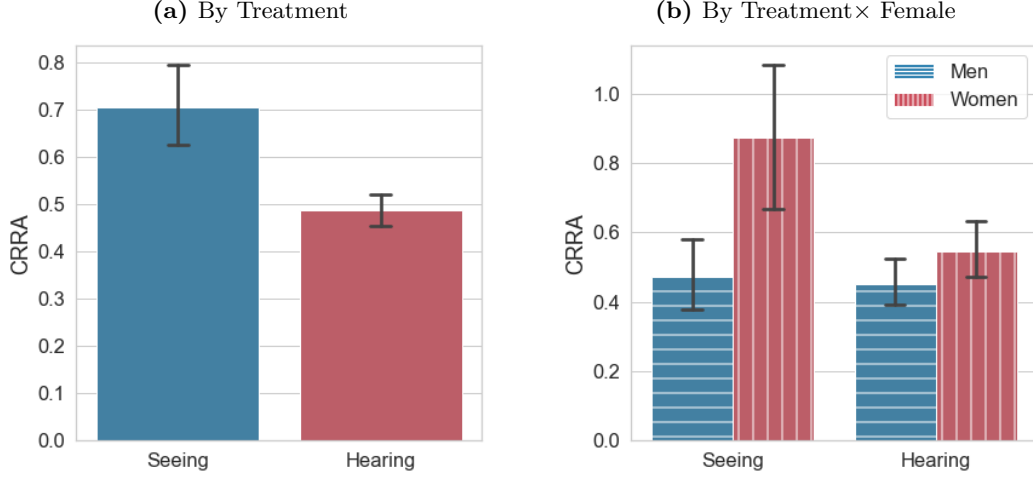 (a) By Treatment
CRRA
0.8
0.7
0.6
0.5
0.4
0.3
0.2
0.1
0.0
Seeing
Hearing
(b) By Treatment× Female
CRRA
1.0
0.8
0.6
0.4
0.2
0.0
Men
Women
Seeing
Hearing